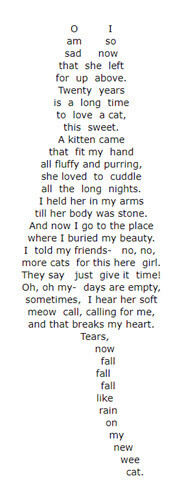 O I
am so
sad now
that she left
for up above.
Twenty years
is a long time
to love a cat,
this sweet.
A kitten came
that fit my hand
all fluffy and purring,
she loved to cuddle
all the long nights.
I held her in my arms
till her body was stone.
And now I go to the place
where I buried my beauty.
I told my friends- no, no,
more cats for this here girl.
They say just give it time!
Oh, oh my- days are empty,
sometimes, I hear her soft
meow call, calling for me,
and that breaks my heart.
Tears,
now
fall
fall
fall
like
rain
on
my
new
wee
cat.